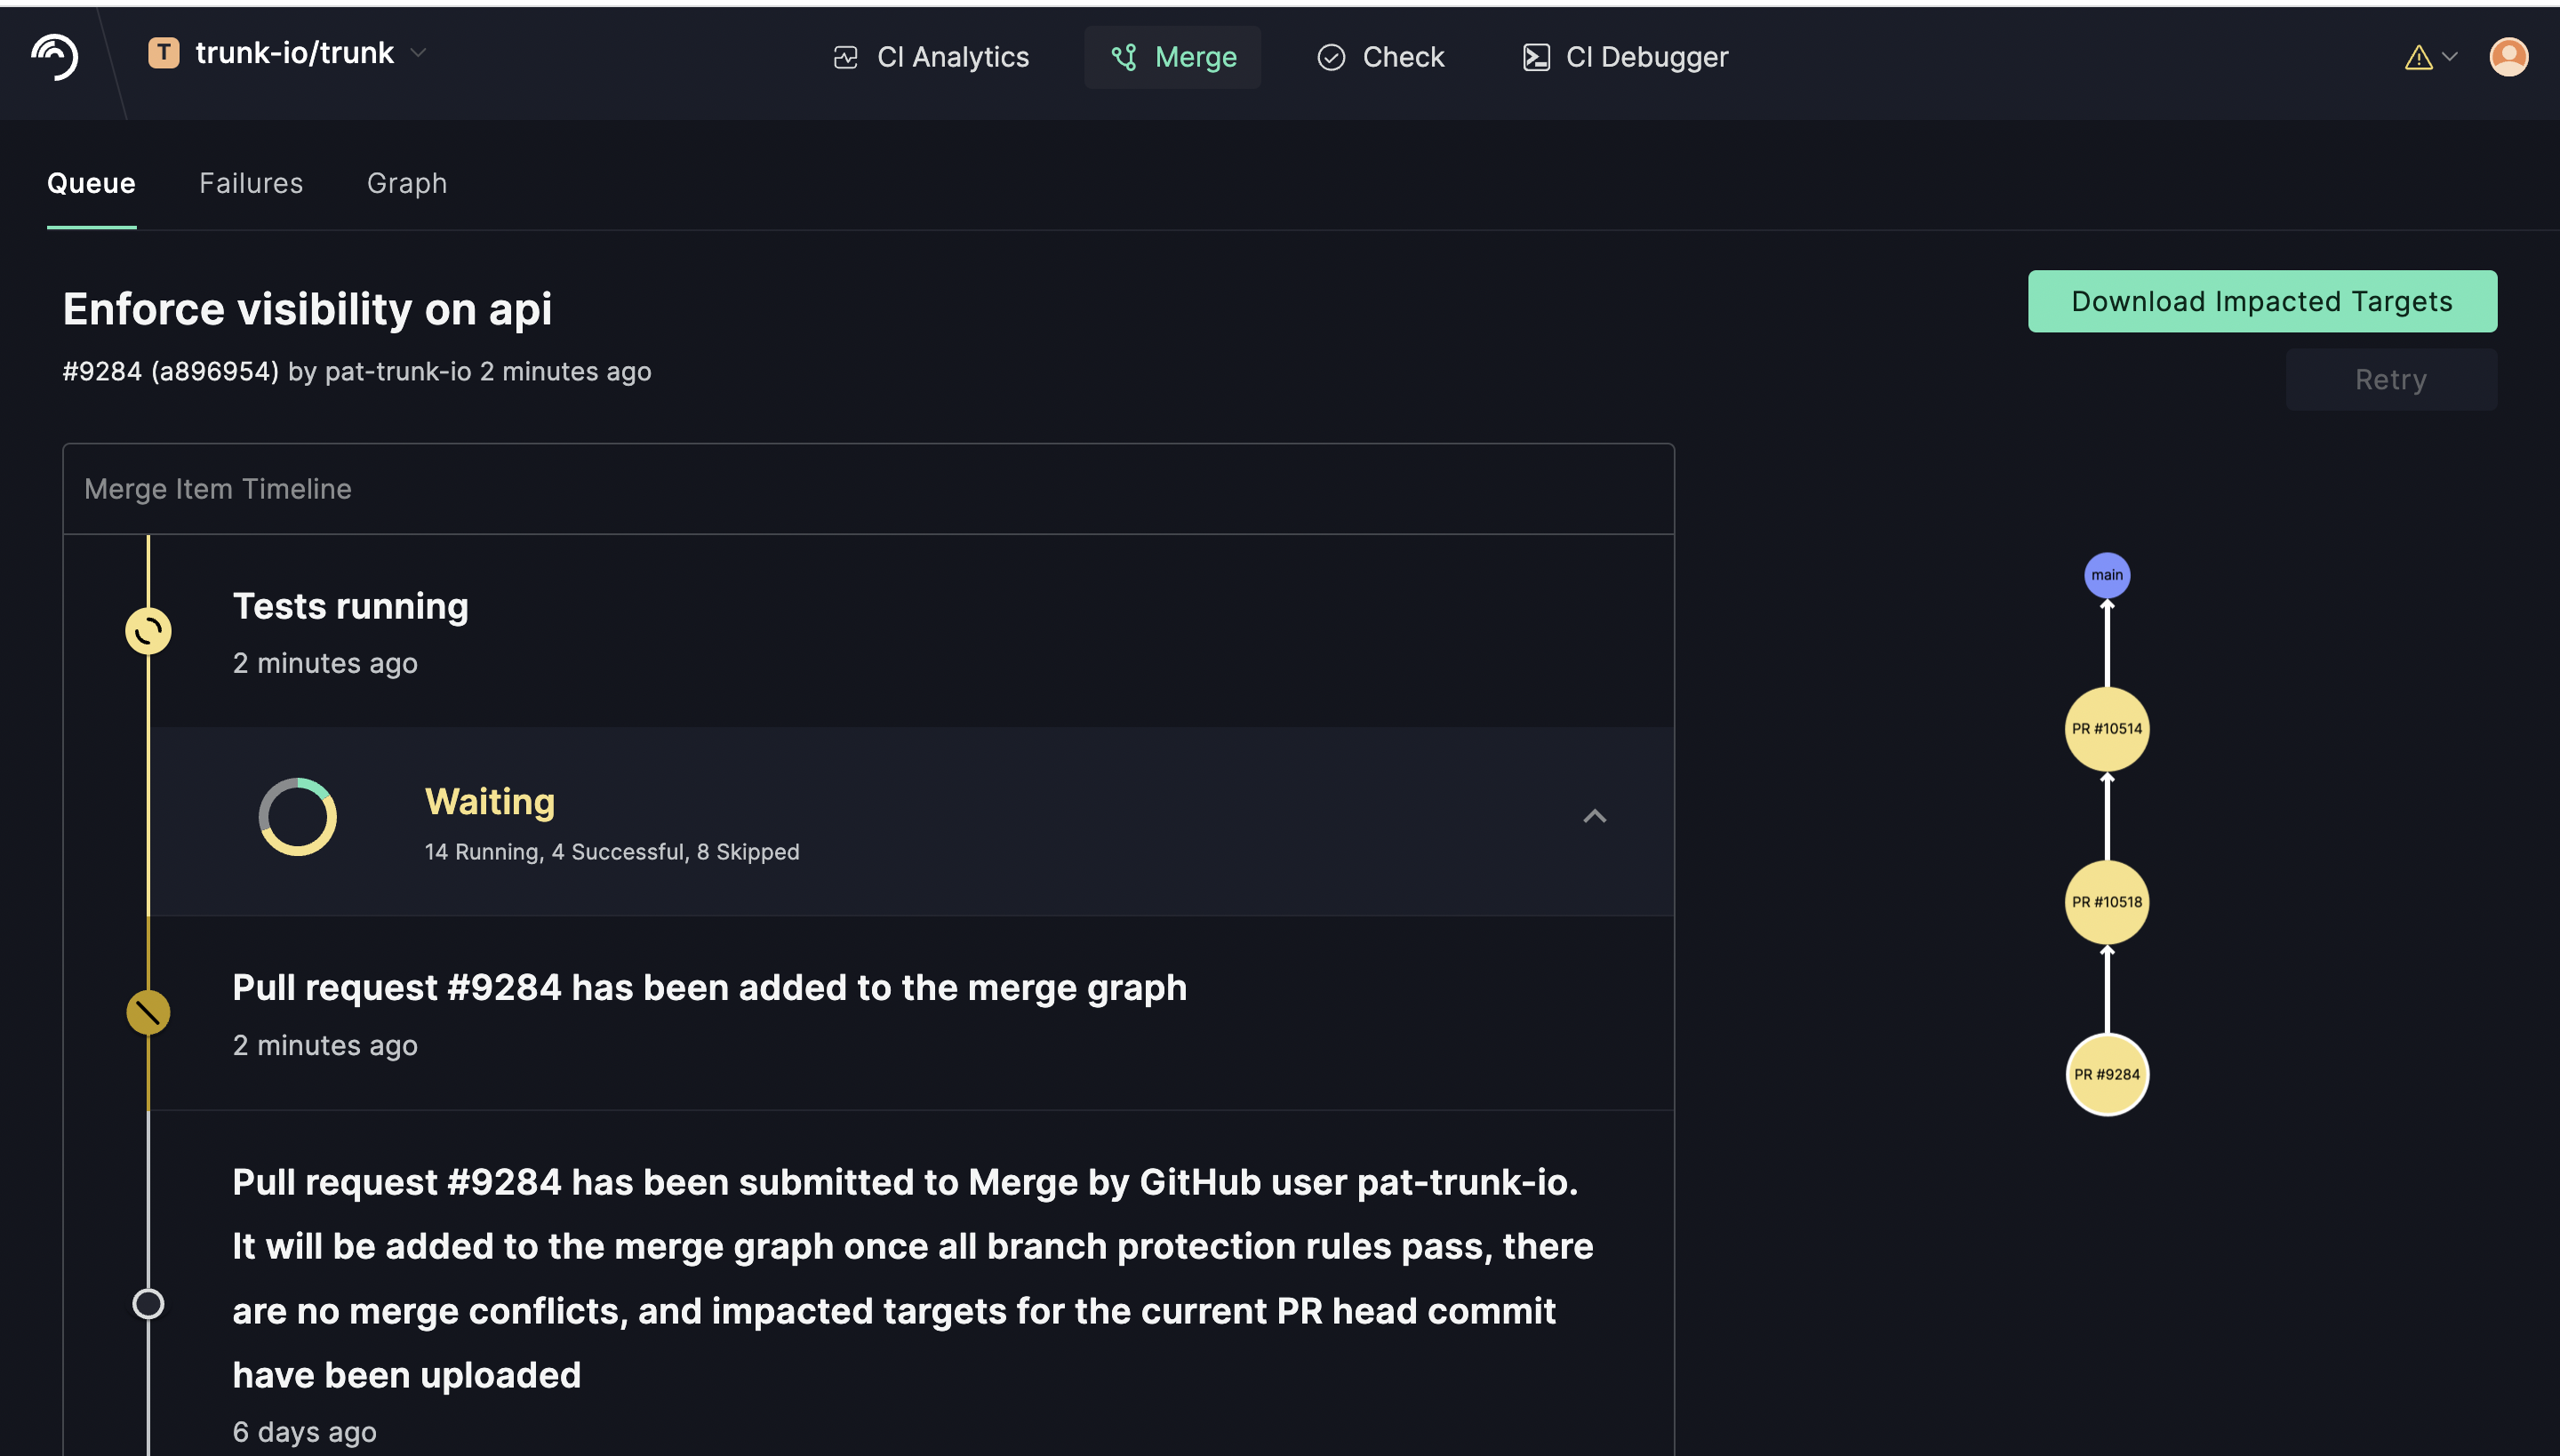 T trunk-io/trunk
CI Analytics
Merge
Check
CI Debugger
Queue
Failures
Graph
Enforce visibility on api
Download Impacted Targets
#9284 (a896954) by pat-trunk-io 2 minutes ago
Retry
Merge Item Timeline
Tests running
2 minutes ago
Waiting
14 Running, 4 Successful, 8 Skipped
Pull request #9284 has been added to the merge graph
2 minutes ago
Pull request #9284 has been submitted to Merge by GitHub user pat-trunk-io.
It will be added to the merge graph once all branch protection rules pass, there
are no merge conflicts, and impacted targets for the current PR head commit
have been uploaded
6 days ago
main
PR #10514
PR #10518
PR #9284